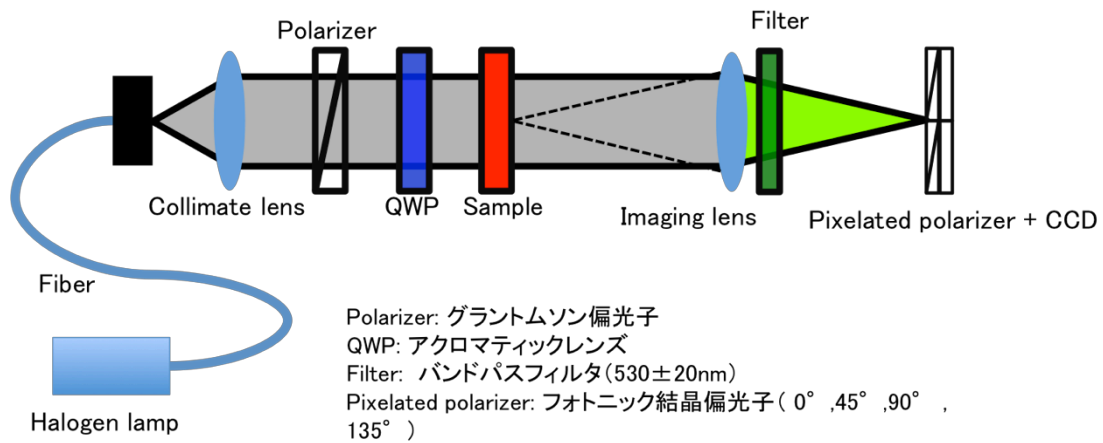 Polarizer
Filter
Collimate lens
QWP
Sample
Imaging lens
Pixelated polarizer + CCD
Fiber
Halogen lamp
Polarizer: グラントムソン偏光子
QWP: アクロマティックレンズ
Filter: バンドパスフィルタ(530±20nm)
Pixelated polarizer: フォトニック結晶偏光子( 0° ,45° ,90° ,
135° )